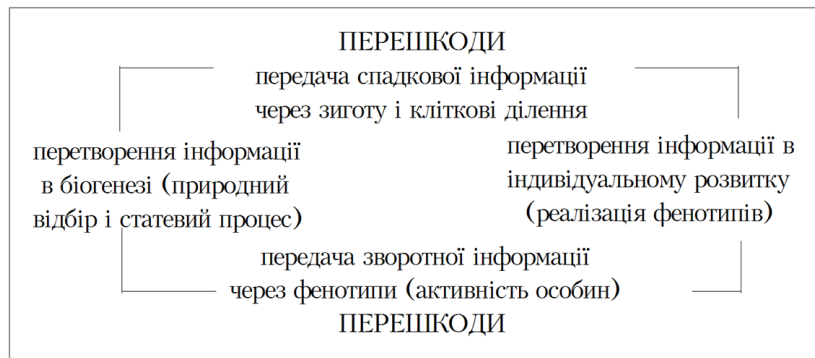 ПЕРЕШКОДИ
передача спадкової інформації
через зиготу і кліткові ділення
перетворення інформації
в біогенезі (природний
відбір і статевий процес)
перетворення інформації в
індивідуальному розвитку
(реалізація фенотипів)
передача зворотної інформації
через фенотипи (активність особин)
ПЕРЕШКОДИ